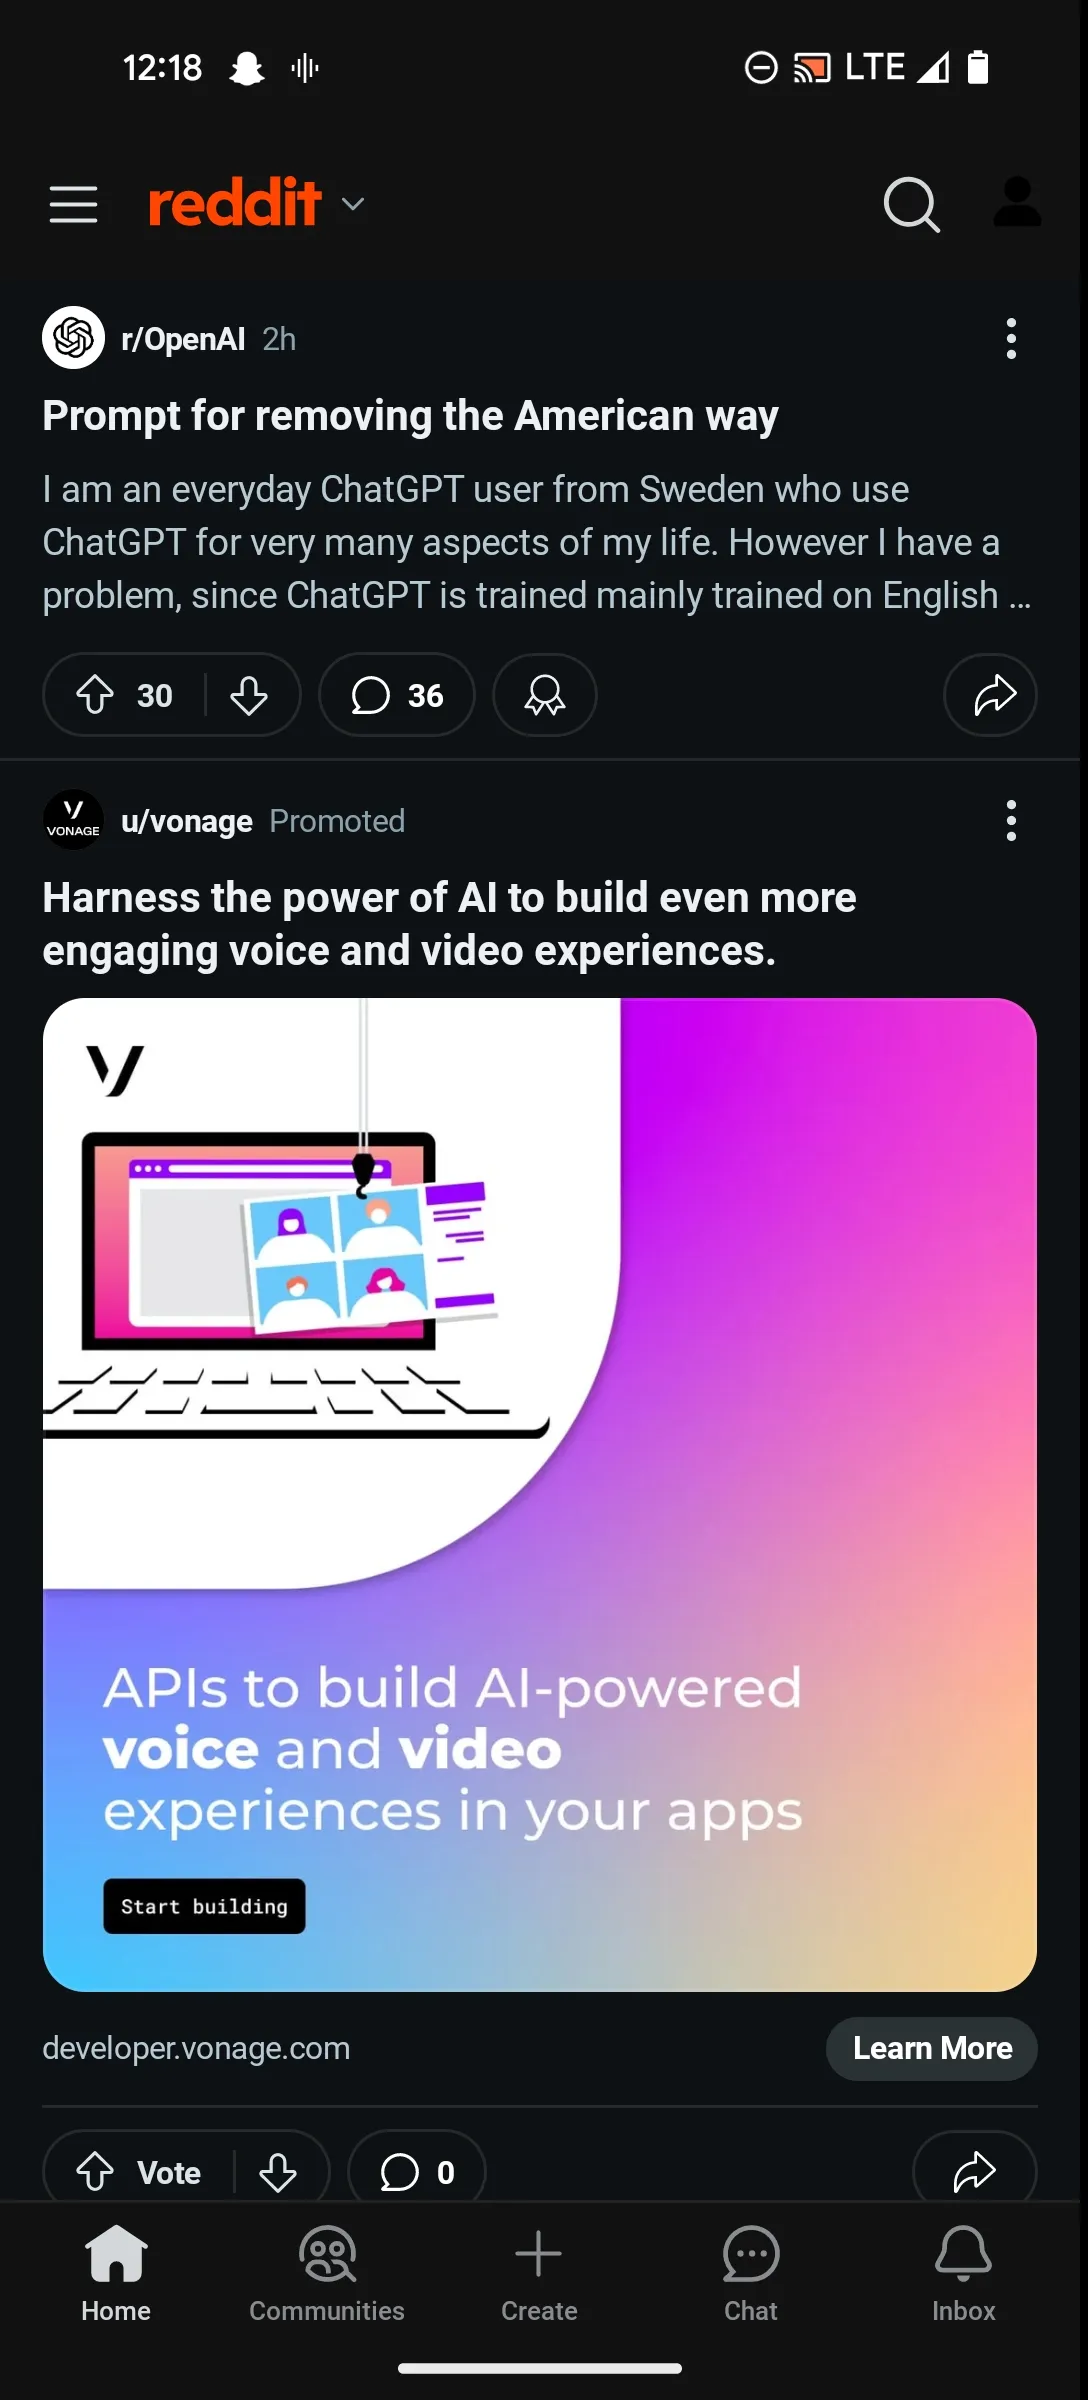 12:18 LTE
reddit
r/OpenAI 2h
Prompt for removing the American way
I am an everyday ChatGPT user from Sweden who use
ChatGPT for very many aspects of my life. However I have a
problem, since ChatGPT is trained mainly trained on English ...
30 36
VONAGE
u/vonage Promoted
Harness the power of AI to build even more
engaging voice and video experiences.
APIs to build AI-powered
voice and video
experiences in your apps
Start building
developer.vonage.com Learn More
Vote 0
Home Communities Create Chat Inbox